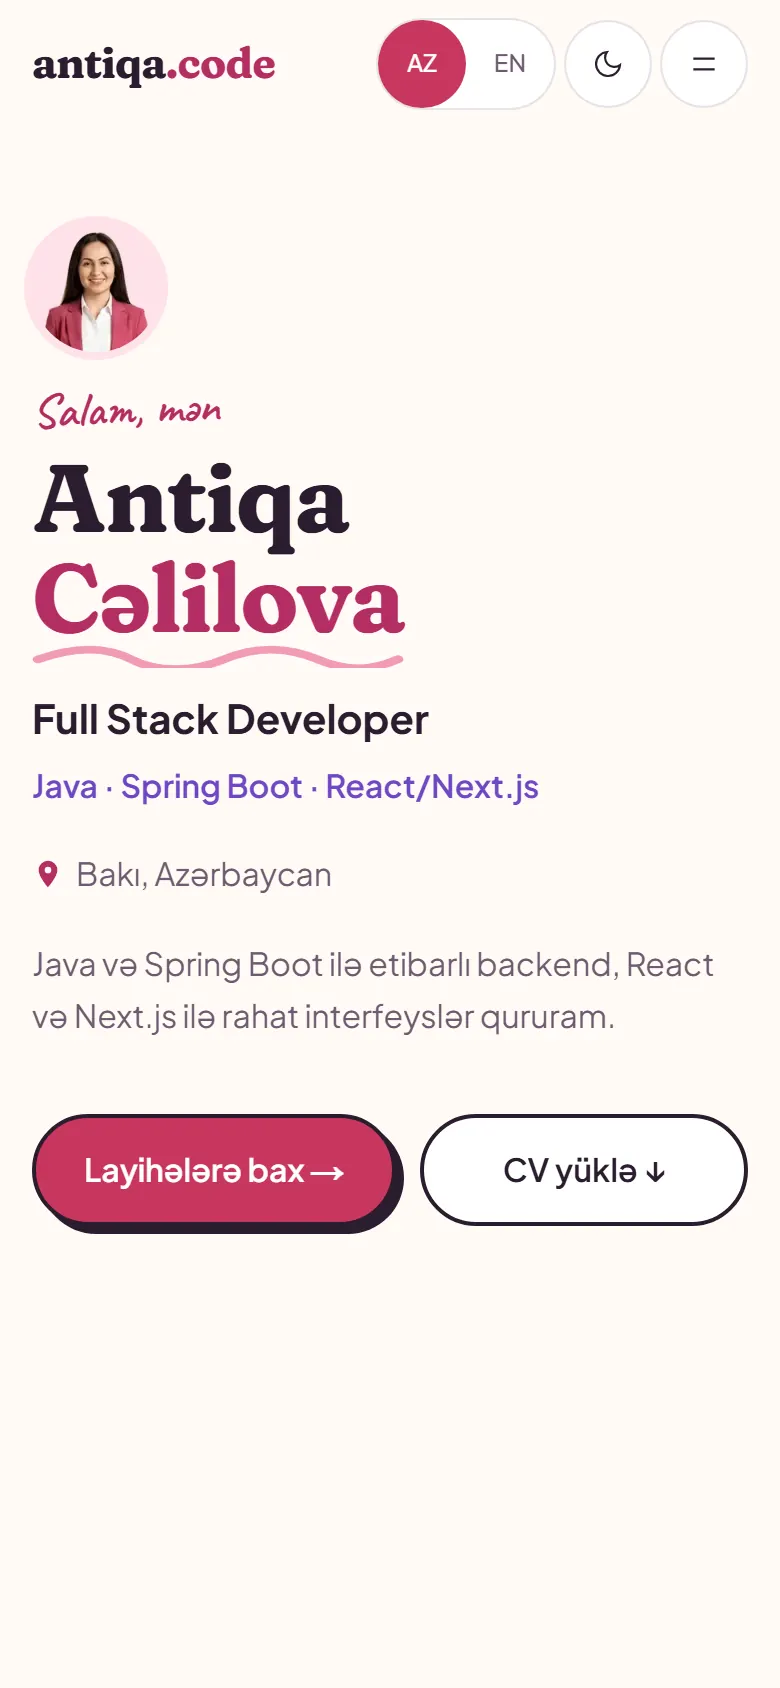 antiqa.code
AZ EN
Salam, mən
Antiqa
Cəlilova
Full Stack Developer
Java · Spring Boot · React/Next.js
Bakı, Azərbaycan
Java və Spring Boot ilə etibarlı backend, React
və Next.js ilə rahat interfeyslər qururam.
Layihələrə bax →
CV yüklə ↓